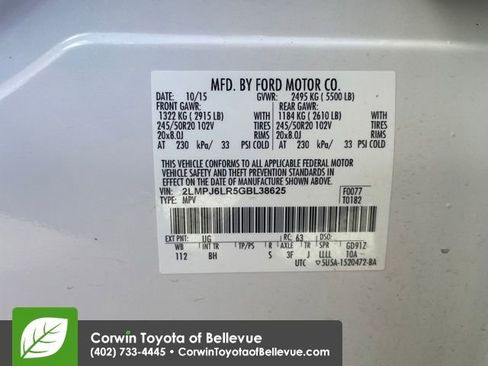 MFD. BY FORD MOTOR CO.
DATE: 10/15 GVWR: 2495 KG ( 5500 LB)
FRONT GAWR: REAR GAWR:
1322 KG ( 2915 LB) WITH 1184 KG ( 2610 LB) WITH
245/50R20 102V TIRES 245/50R20 102V TIRES
20x8.0J RIMS 20x8.0J RIMS
AT 230 kPa/ 33 PSI COLD AT 230 kPa/ 33 PSI COLD
THIS VEHICLE CONFORMS TO ALL APPLICABLE FEDERAL MOTOR
VEHICLE SAFETY AND THEFT PREVENTION STANDARDS IN
EFFECT ON THE DATE OF MANUFACTURE SHOWN ABOVE.
VIN: 2LMPJ6LR5GBL38625 F0077
TYPE: MPV T0182
EXT PNT: UG RC: 63 DSO:
WB INT TR TP/PS R AXLE TR SPR GD91Z
112 BH S 3F J LLLL 10A
UTC 5U5A-1520472-BA
Corwin Toyota of Bellevue
(402) 733-4445 • CorwinToyotaofBellevue.com